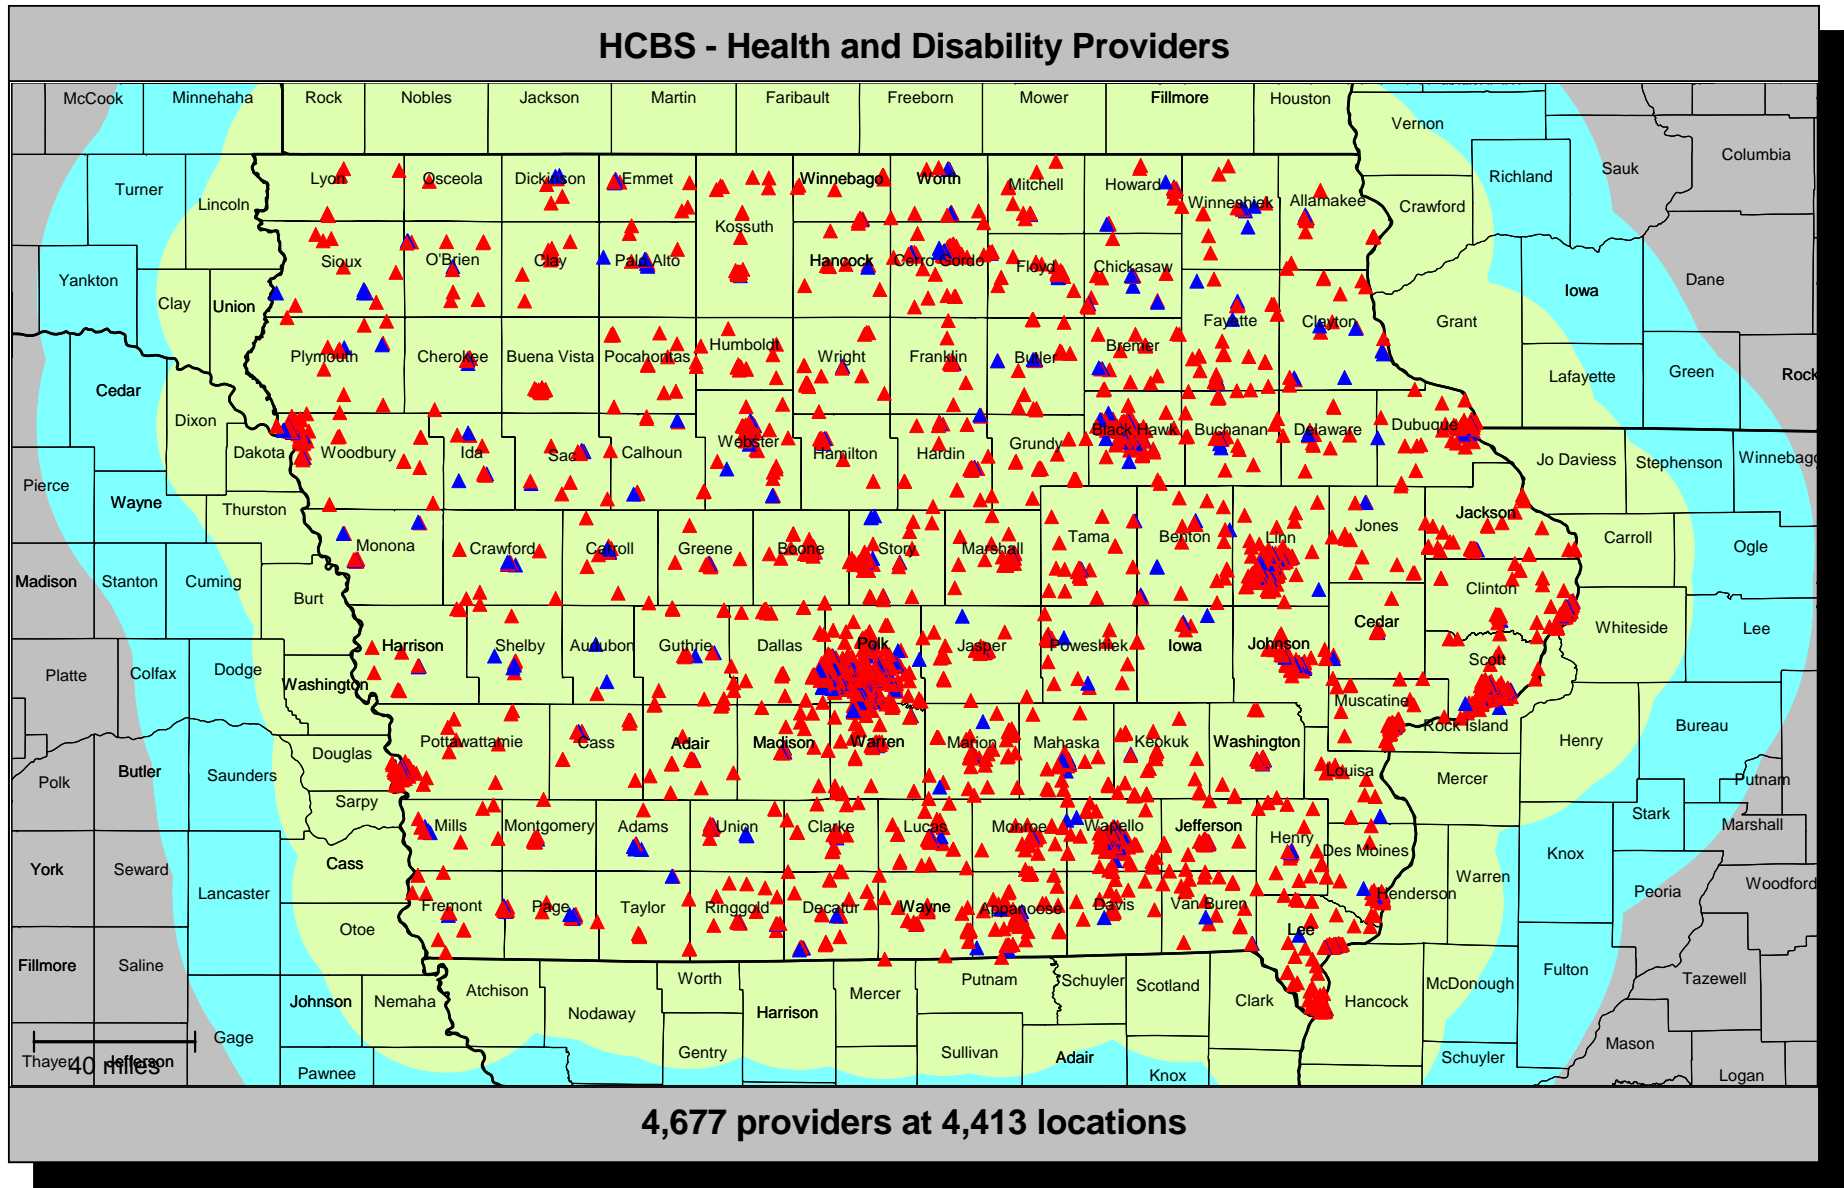 HCBS - Health and Disability Providers
McCook Minnehaha Rock Nobles Jackson Martin Faribault Freeborn Mower Fillmore Houston
Vernon
Columbia
Sauk
Richland
Turner Lyon Osceola Dickinson Emmet Winnebago Worth Mitchell Howard
Lincoln Winneshiek Allamakee Crawford
Kossuth
Yankton Sioux O'Brien Clay Palo Alto Hancock Cerro Gordo Floyd Chickasaw Dane
Iowa
Clay Union
Fayette Clayton Grant
Plymouth Cherokee Buena Vista Pocahontas Humboldt Wright Franklin Butler Bremer
Cedar Lafayette Green Rock
Dixon
Dakota Woodbury Ida Sac Calhoun Webster Hamilton Hardin Grundy Black Hawk Buchanan Delaware Dubuque
Jo Daviess Stephenson Winnebago
Pierce
Wayne
Thurston
Jackson
Jones
Monona Crawford Carroll Greene Boone Story Marshall Tama Benton Linn
Carroll Ogle
Madison Stanton Cuming
Burt
Clinton
Cedar
Whiteside Lee
Harrison Shelby Audubon Guthrie Dallas Polk Jasper Poweshiek Iowa Johnson
Scott
Platte Colfax Dodge
Washington
Muscatine
Rock Island
Bureau
Henry
Douglas Pottawattamie Cass Adair Madison Warren Marion Mahaska Keokuk Washington
Louisa
Polk Butler Saunders
Mercer
Putnam
Sarpy
Mills Montgomery Adams Union Clarke Lucas Monroe Wapello Jefferson Henry
Des Moines
Stark
Marshall
Cass
York Seward
Lancaster
Knox
Warren
Peoria
Woodford
Henderson
Fremont Page Taylor Ringgold Decatur Wayne Appanoose Davis Van Buren
Lee
Otoe
Fillmore Saline
Johnson Nemaha Atchison Nodaway Worth Harrison Mercer Putnam Schuyler Scotland Clark Hancock McDonough Fulton Tazewell
Gage
Gentry Sullivan Adair Schuyler Mason
Thayer Jefferson
40 miles
Pawnee
Knox
Logan
4,677 providers at 4,413 locations